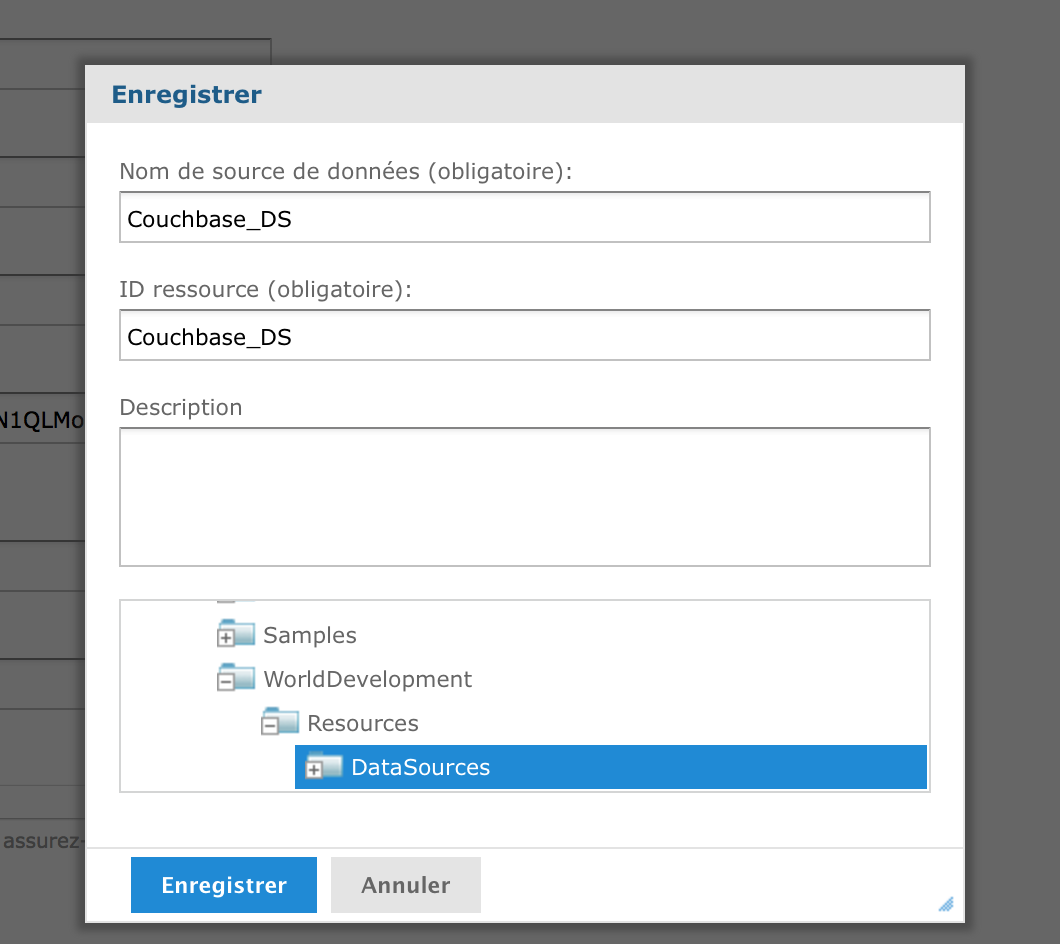 Enregistrer
Nom de source de données (obligatoire):
Couchbase_DS
ID ressource (obligatoire):
Couchbase_DS
Description
N1QLMo
Samples
WorldDevelopment
Resources
DataSources
assurez-
Enregistrer Annuler